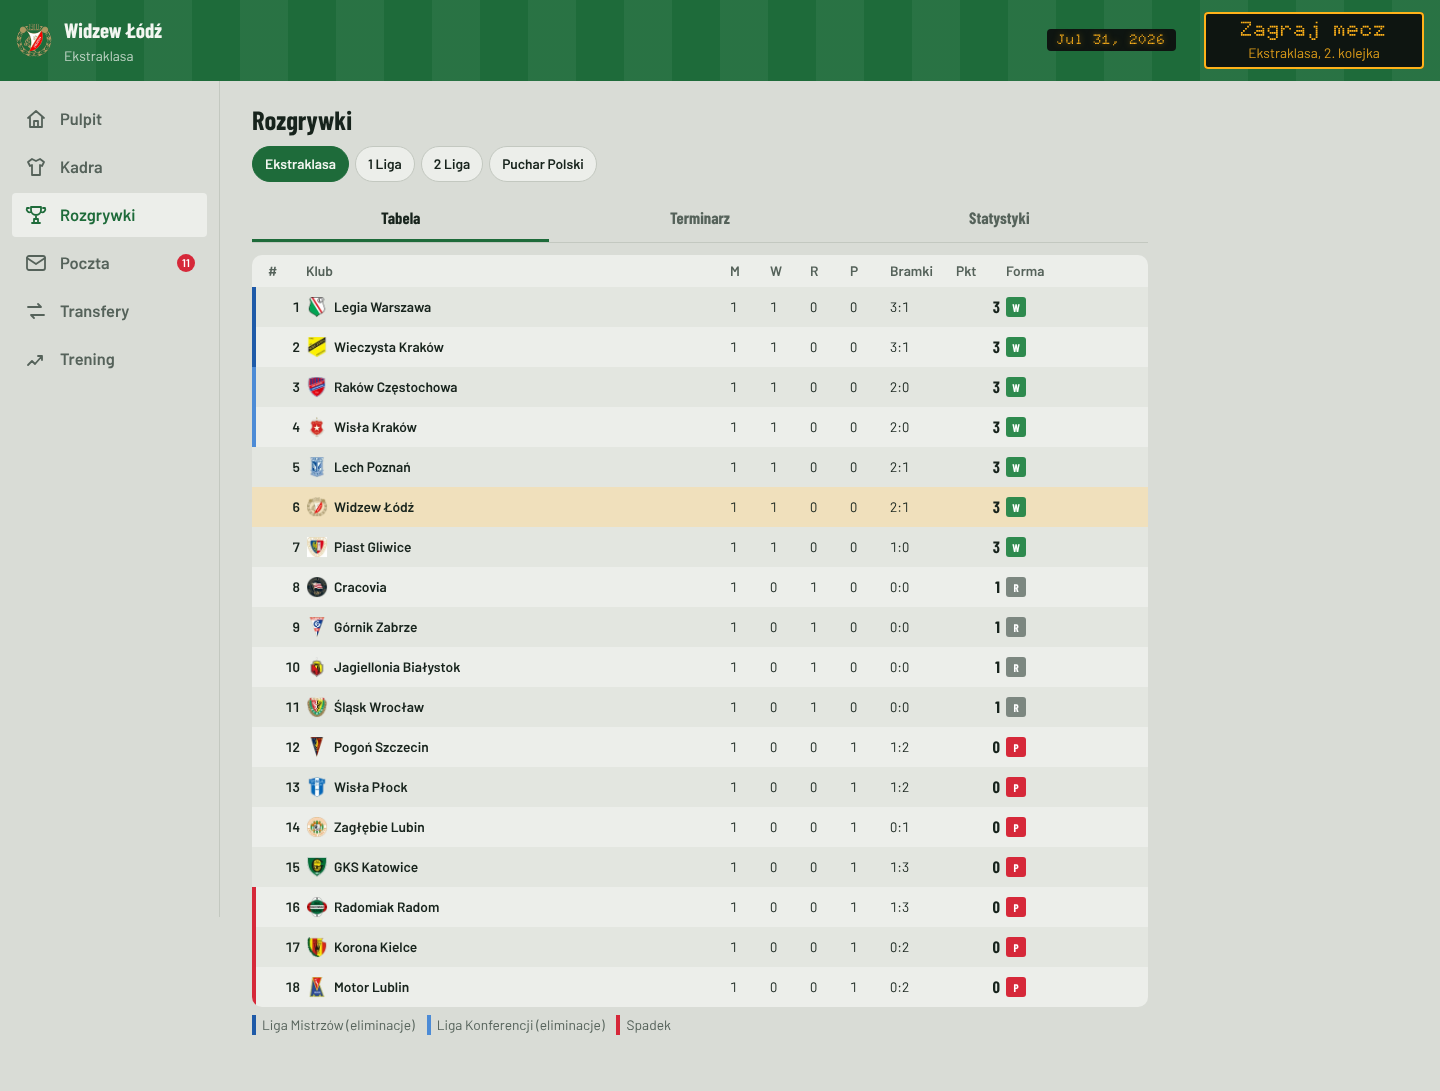 Widzew Łódź
Ekstraklasa
Jul 31, 2026
Zagraj mecz
Ekstraklasa, 2. kolejka
Pulpit
Kadra
Rozgrywki
Poczta 11
Transfery
Trening
Rozgrywki
Ekstraklasa 1 Liga 2 Liga Puchar Polski
Tabela Terminarz Statystyki
# Klub M W R P Bramki Pkt Forma
1 Legia Warszawa 1 1 0 0 3:1 3 W
2 Wieczysta Kraków 1 1 0 0 3:1 3 W
3 Raków Częstochowa 1 1 0 0 2:0 3 W
4 Wisła Kraków 1 1 0 0 2:0 3 W
5 Lech Poznań 1 1 0 0 2:1 3 W
6 Widzew Łódź 1 1 0 0 2:1 3 W
7 Piast Gliwice 1 1 0 0 1:0 3 W
8 Cracovia 1 0 1 0 0:0 1 R
9 Górnik Zabrze 1 0 1 0 0:0 1 R
10 Jagiellonia Białystok 1 0 1 0 0:0 1 R
11 Śląsk Wrocław 1 0 1 0 0:0 1 R
12 Pogoń Szczecin 1 0 0 1 1:2 0 P
13 Wisła Płock 1 0 0 1 1:2 0 P
14 Zagłębie Lubin 1 0 0 1 0:1 0 P
15 GKS Katowice 1 0 0 1 1:3 0 P
16 Radomiak Radom 1 0 0 1 1:3 0 P
17 Korona Kielce 1 0 0 1 0:2 0 P
18 Motor Lublin 1 0 0 1 0:2 0 P
Liga Mistrzów (eliminacje) Liga Konferencji (eliminacje) Spadek